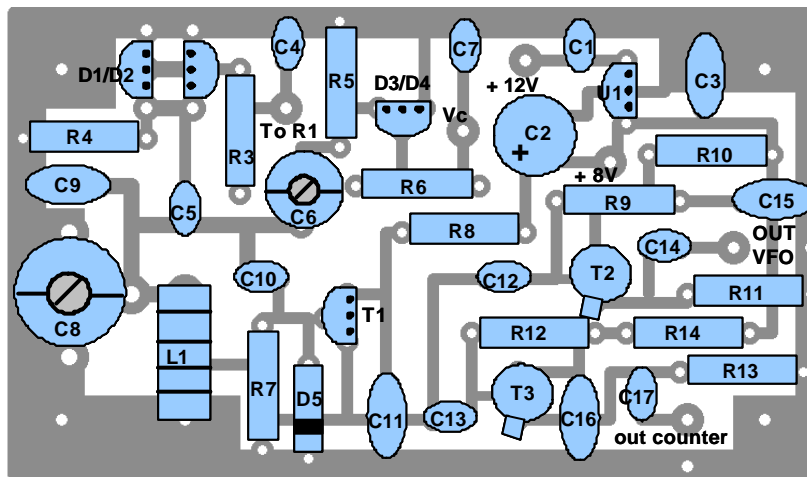 D1/D2
C4
R5
D3/D4
C7
C1
+ 12V
U1
C3
R4
R3
To R1
Vc
C2
+
R10
C9
C5
C6
R6
+ 8V
R9
C15
R8
OUT
VFO
C14
C10
C12
T2
C8
T1
R11
L1
R7
R12
R14
D5
T3
R13
C11
C13
C16
C17
out counter